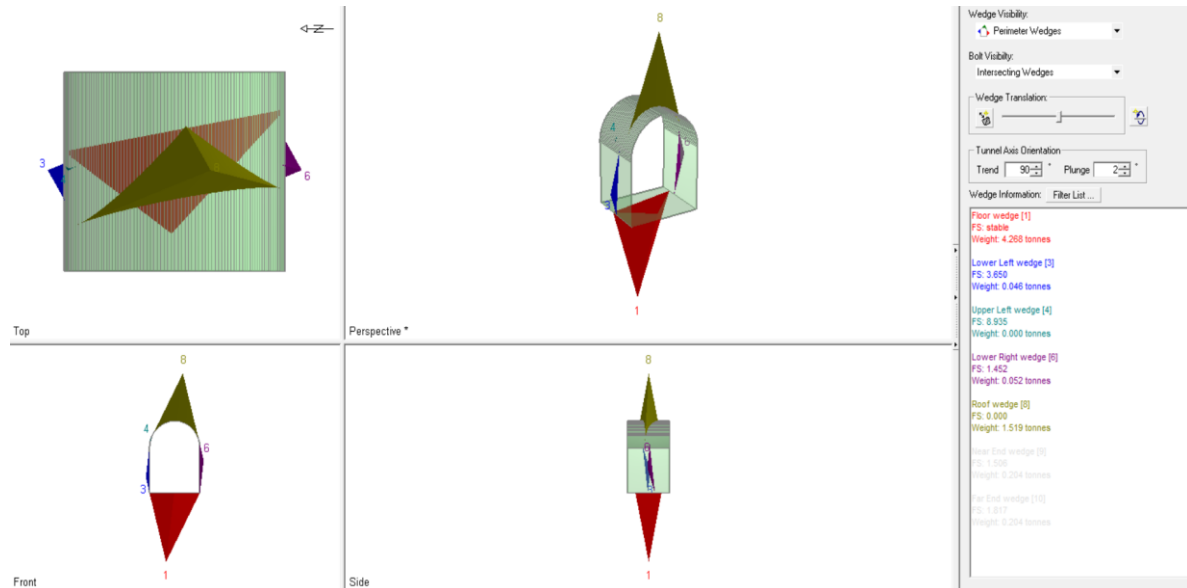 Z
3
6
Top
8
4
6
3
1
Perspective *
8
4
6
3
1
Front
8
1
Side
Wedge Visibility:
Perimeter Wedges
Bolt Visibilty:
Intersecting Wedges
Wedge Translation:
Tunnel Axis Orientation
Trend 90 ° Plunge 2 °
Wedge Information: Filter List ...
Floor wedge [1]
FS: stable
Weight: 4.268 tonnes
Lower Left wedge [3]
FS: 3.650
Weight: 0.046 tonnes
Upper Left wedge [4]
FS: 8.935
Weight: 0.000 tonnes
Lower Right wedge [6]
FS: 1.452
Weight: 0.052 tonnes
Roof wedge [8]
FS: 0.000
Weight: 1.519 tonnes
Near End wedge [9]
FS: 1.506
Weight: 0.204 tonnes
Far End wedge [10]
FS: 1.817
Weight: 0.204 tonnes